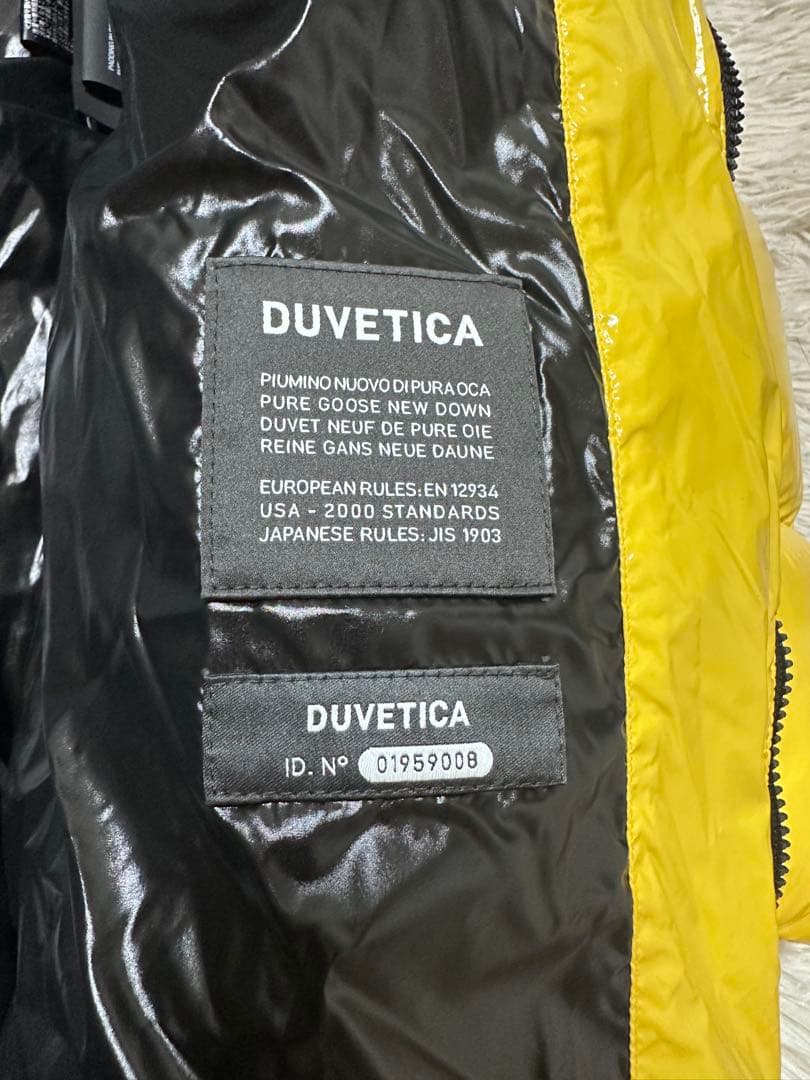 DUVETICA
PIUMINO NUOVO DI PURA OCA
PURE GOOSE NEW DOWN
DUVET NEUF DE PURE OIE
REINE GANS NEUE DAUNE
EUROPEAN RULES: EN 12934
USA - 2000 STANDARDS
JAPANESE RULES: JIS 1903
DUVETICA
ID. Nº 01959008